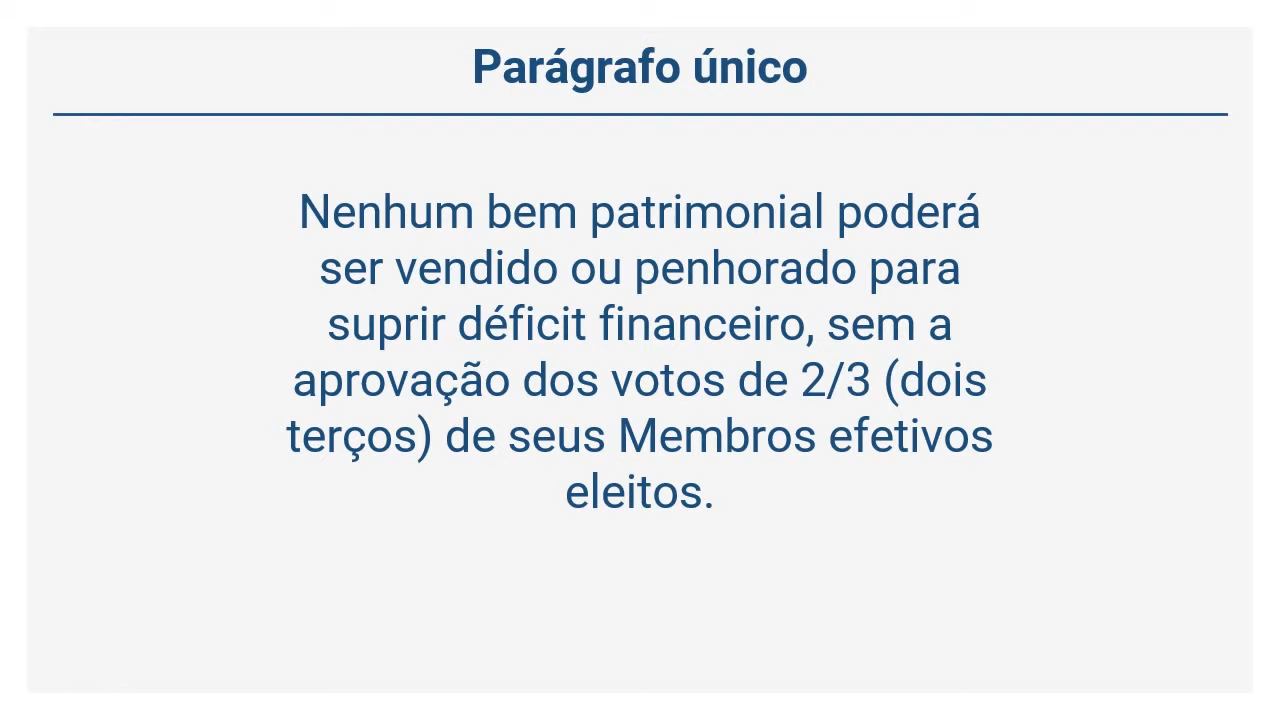 Parágrafo único
Nenhum bem patrimonial poderá
ser vendido ou penhorado para
suprir déficit financeiro, sem a
aprovação dos votos de 2/3 (dois
terços) de seus Membros efetivos
eleitos.